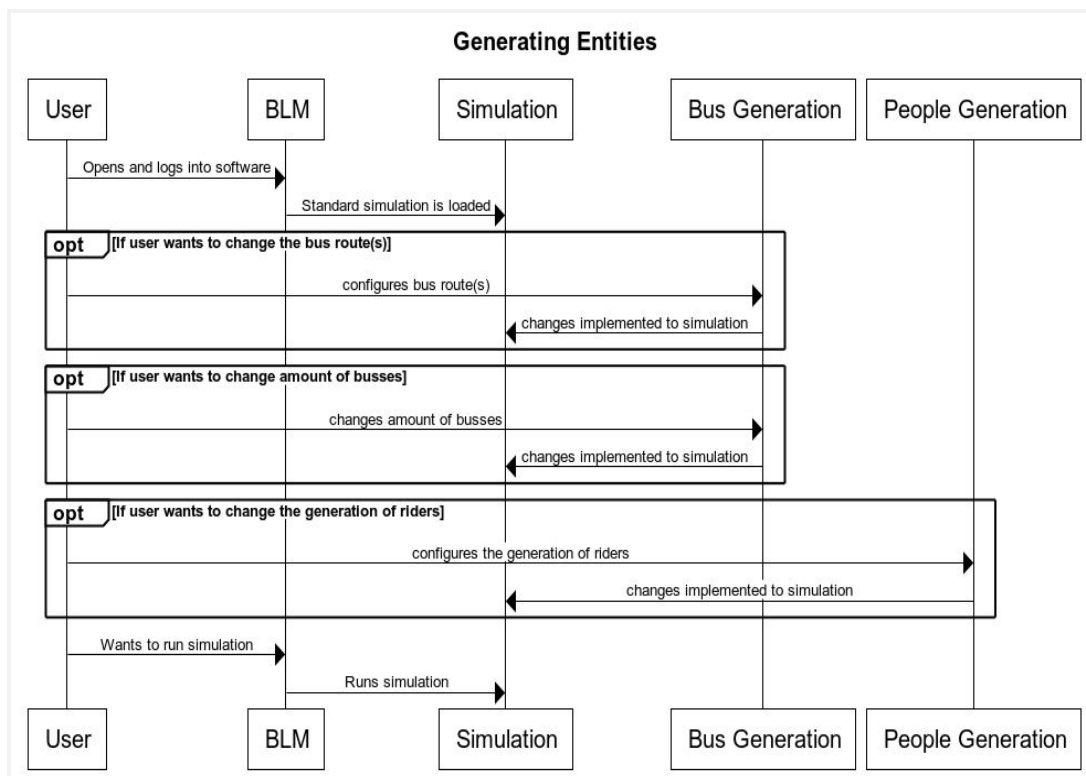 Generating Entities
User BLM Simulation Bus Generation People Generation
Opens and logs into software
Standard simulation is loaded
opt [If user wants to change the bus route(s)]
configures bus route(s)
changes implemented to simulation
opt [If user wants to change amount of busses]
changes amount of busses
changes implemented to simulation
opt [If user wants to change the generation of riders]
configures the generation of riders
changes implemented to simulation
Wants to run simulation
Runs simulation
User BLM Simulation Bus Generation People Generation